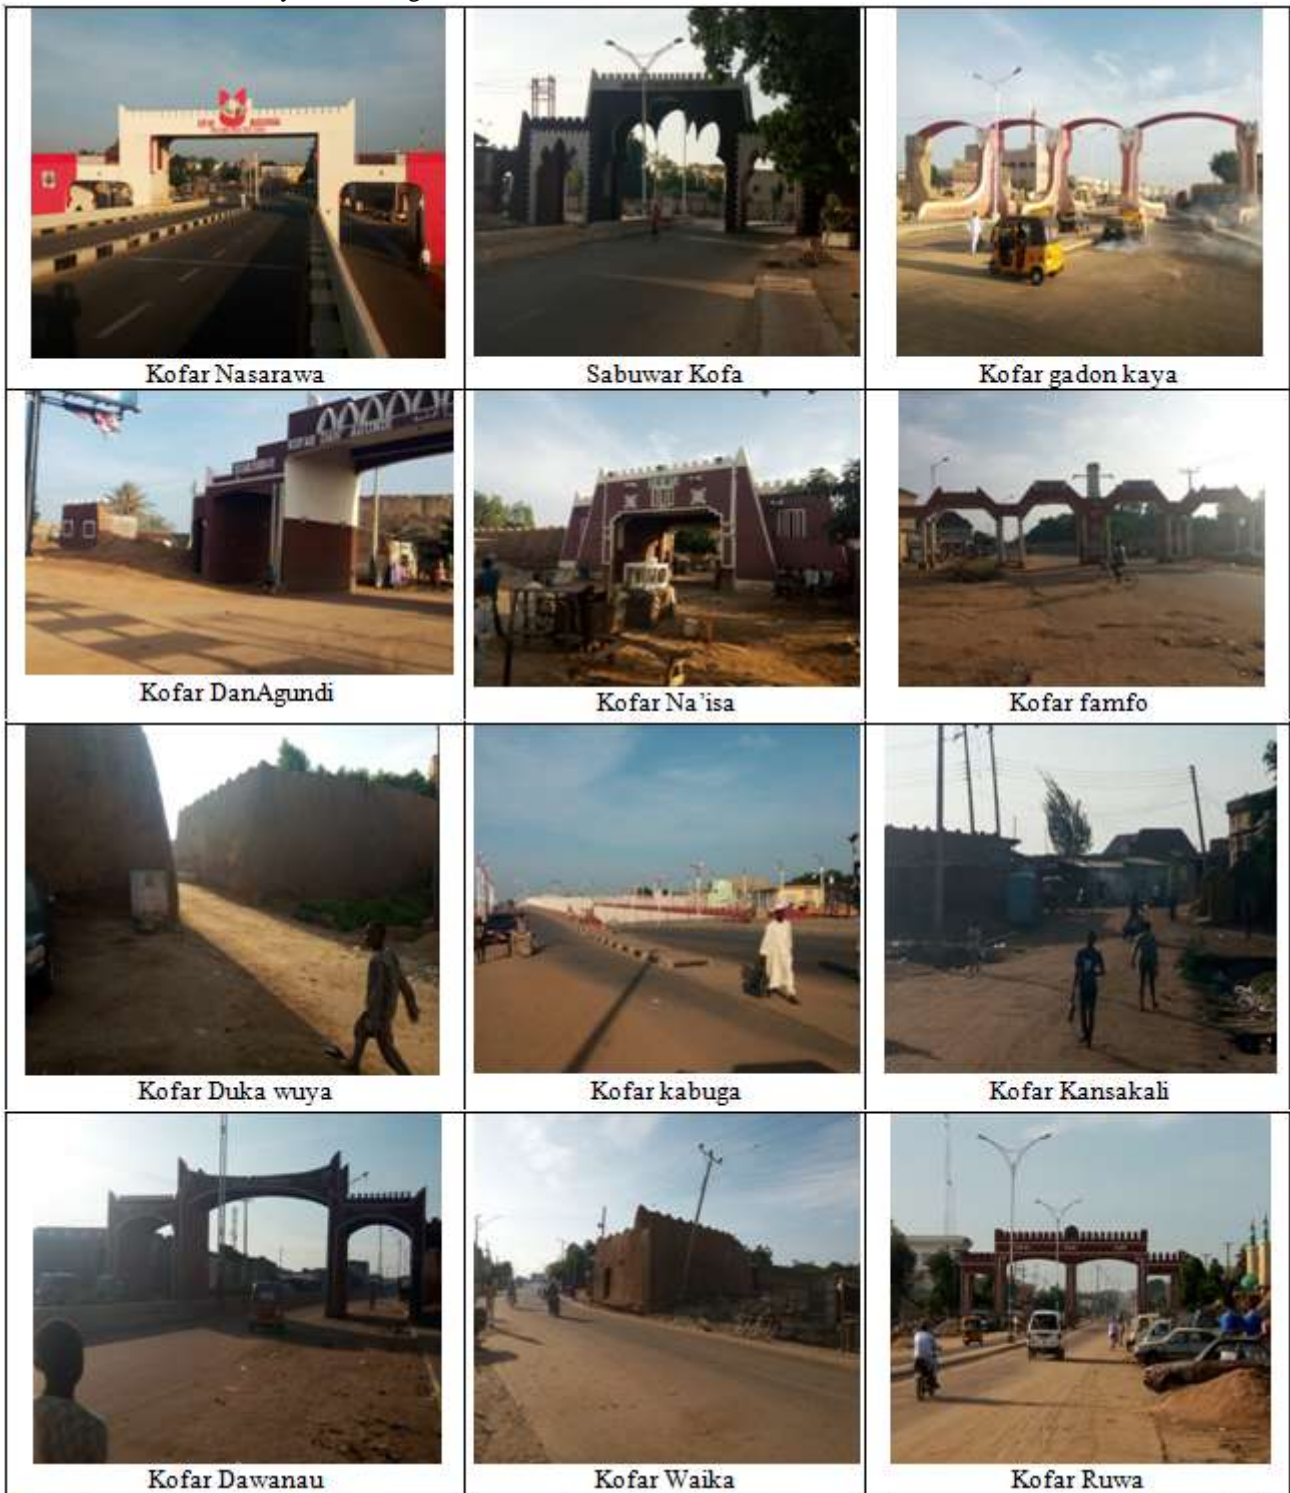 Kofar Nasarawa
Sabuwar Kofa
Kofar gadon kaya
Kofar DanAgundi
Kofar Na'isa
Kofar famfo
Kofar Duka wuya
Kofar kabuga
Kofar Kansakali
Kofar Dawanau
Kofar Waika
Kofar Ruwa